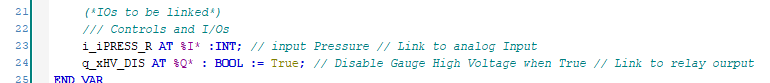 21 (*IOs to be linked*)
22 /// Controls and I/Os
23 i_iPRESS_R AT %I* :INT; // input Pressure // Link to analog Input
24 q_xHV_DIS AT %Q* : BOOL := True; // Disable Gauge High Voltage when True // Link to relay ourput
25 END_VAR